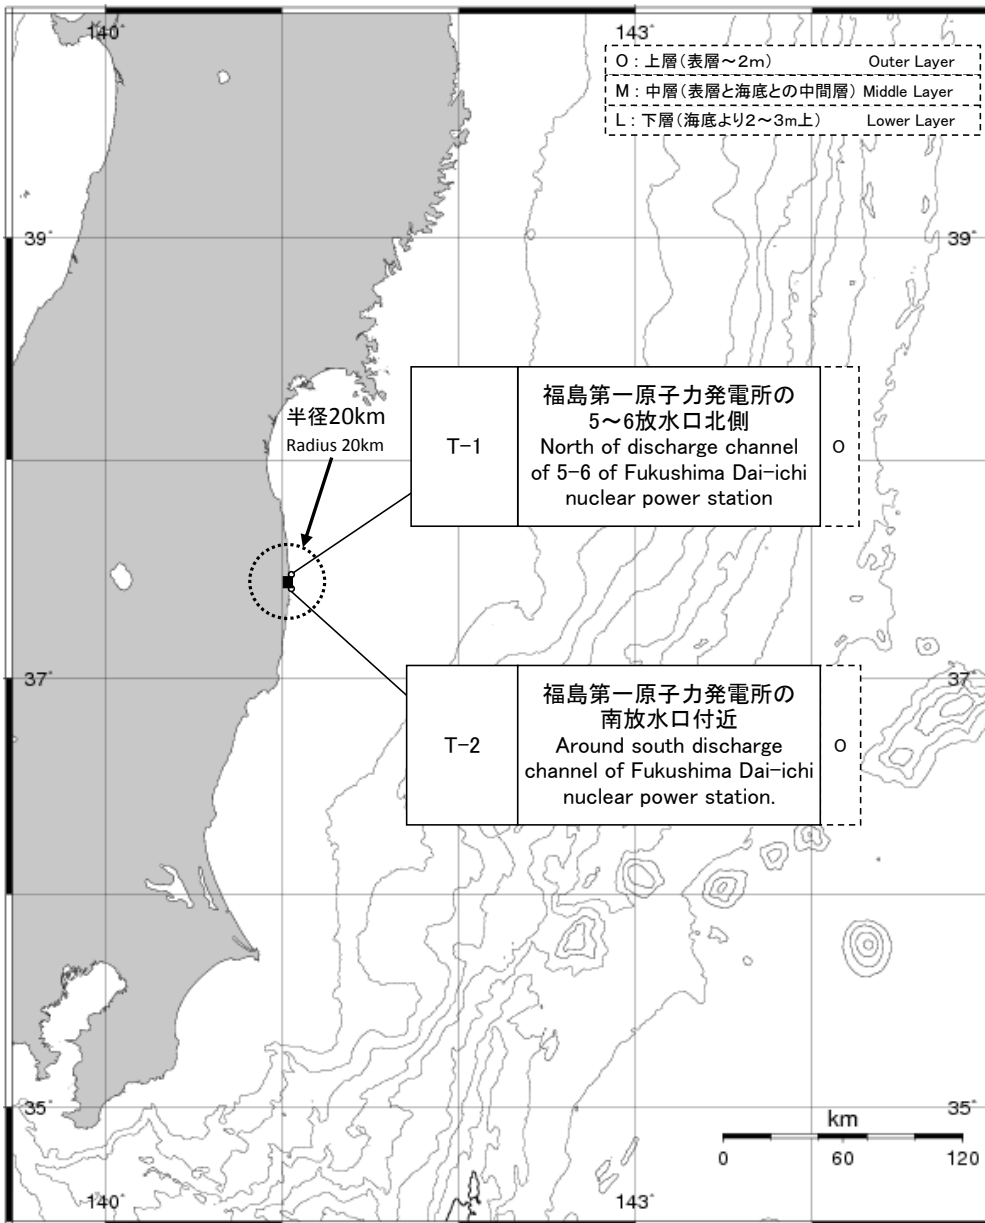 140°
143°
O : 上層(表層~2m) Outer Layer
M : 中層(表層と海底との中間層) Middle Layer
L : 下層(海底より2~3m上) Lower Layer
39°
39°
半径20km
Radius 20km
T-1
福島第一原子力発電所の
5~6放水口北側
North of discharge channel
of 5-6 of Fukushima Dai-ichi
nuclear power station
O
37°
37°
T-2
福島第一原子力発電所の
南放水口付近
Around south discharge
channel of Fukushima Dai-ichi
nuclear power station.
O
35°
35°
km
0 60 120
140°
143°